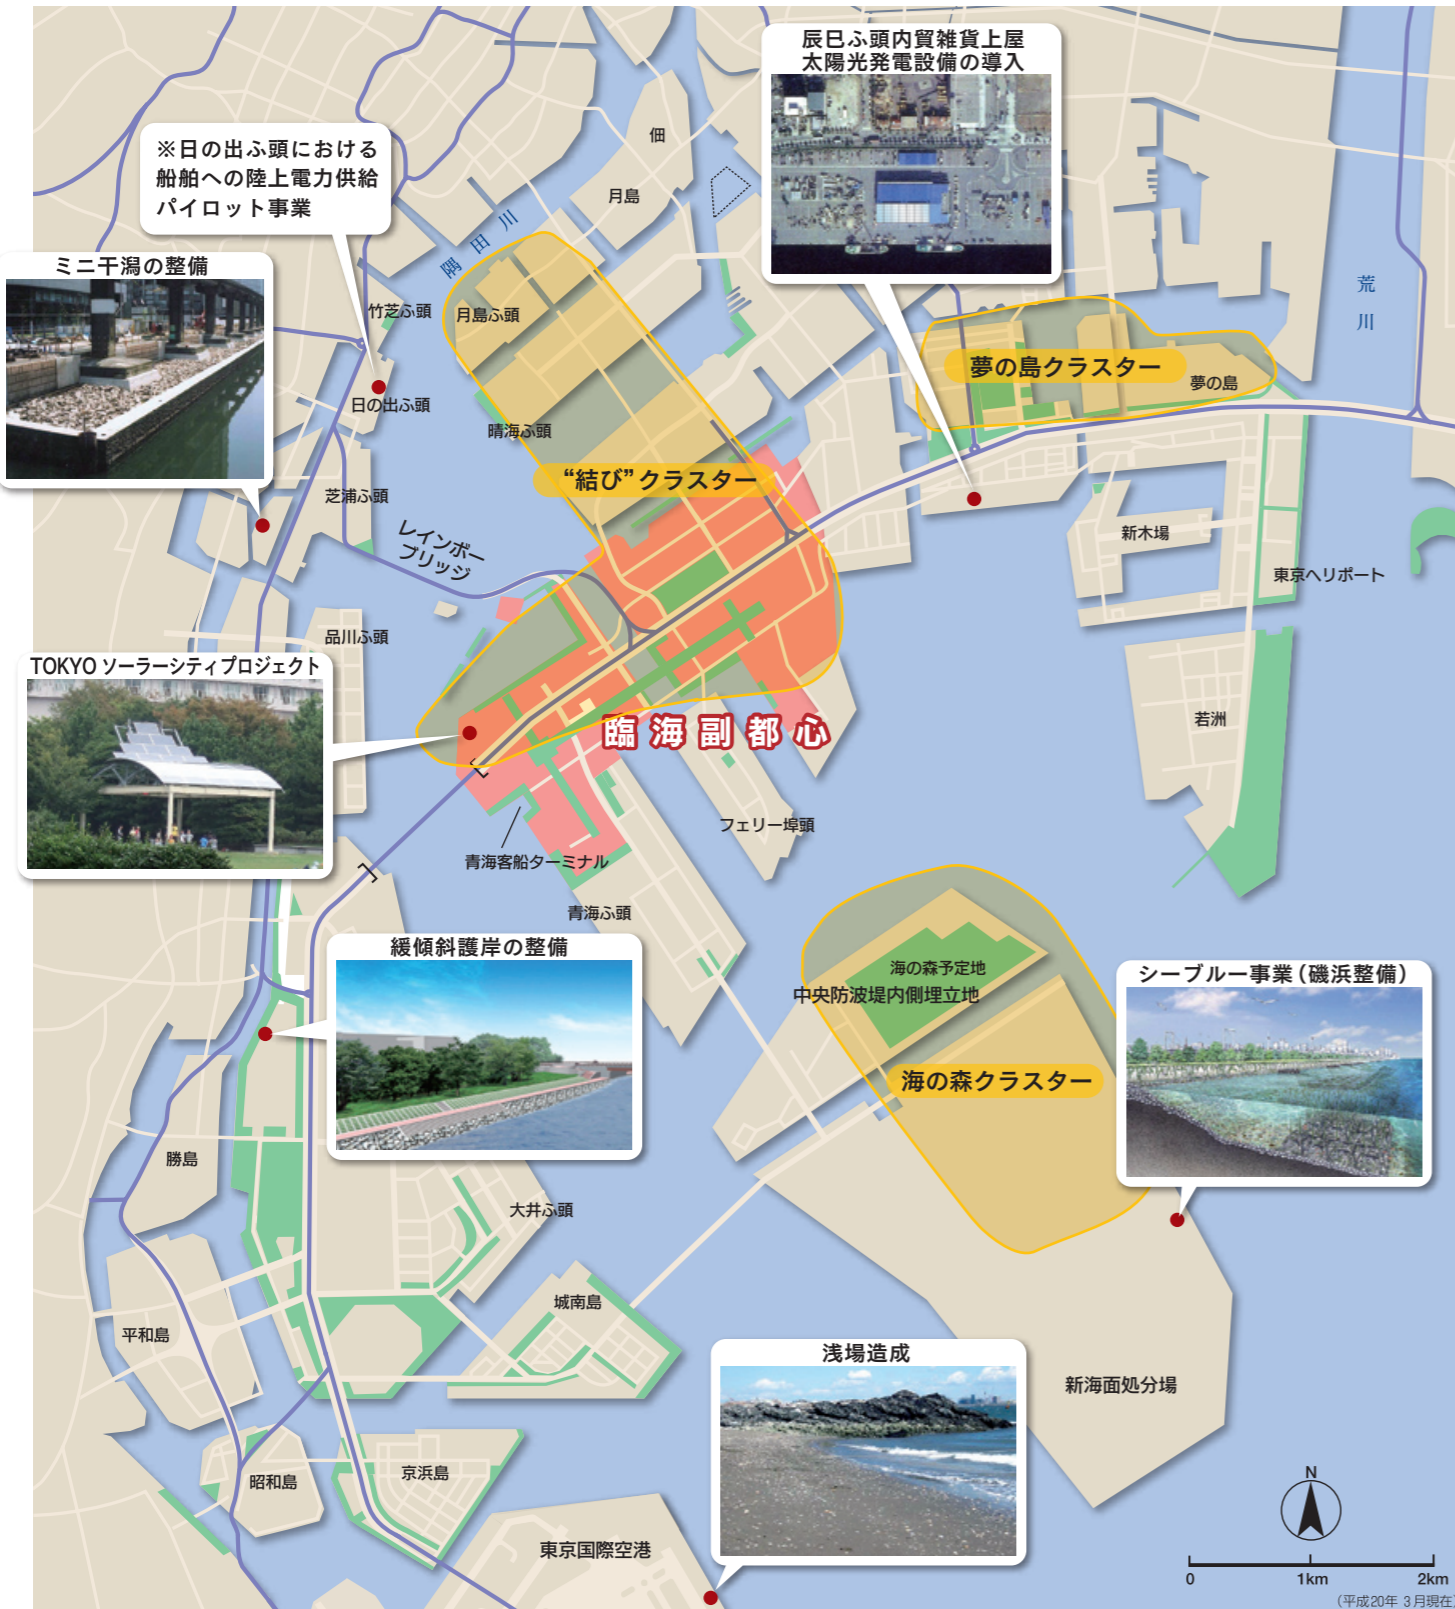 辰巳ふ頭内貿雑貨上屋
太陽光発電設備の導入
※日の出ふ頭における
船舶への陸上電力供給
パイロット事業
佃
月島
隅田川
ミニ干潟の整備
竹芝ふ頭
月島ふ頭
荒川
夢の島クラスター
夢の島
日の出ふ頭
晴海ふ頭
“結び”クラスター
芝浦ふ頭
レインボー
ブリッジ
新木場
東京ヘリポート
品川ふ頭
TOKYO ソーラーシティプロジェクト
臨海副都心
若洲
フェリー埠頭
青海客船ターミナル
青海ふ頭
緩傾斜護岸の整備
海の森予定地
中央防波堤内側埋立地
シーブルー事業（磯浜整備）
海の森クラスター
勝島
大井ふ頭
城南島
平和島
浅場造成
新海面処分場
昭和島
京浜島
東京国際空港
N
0 1km 2km
（平成20年 3月現在）